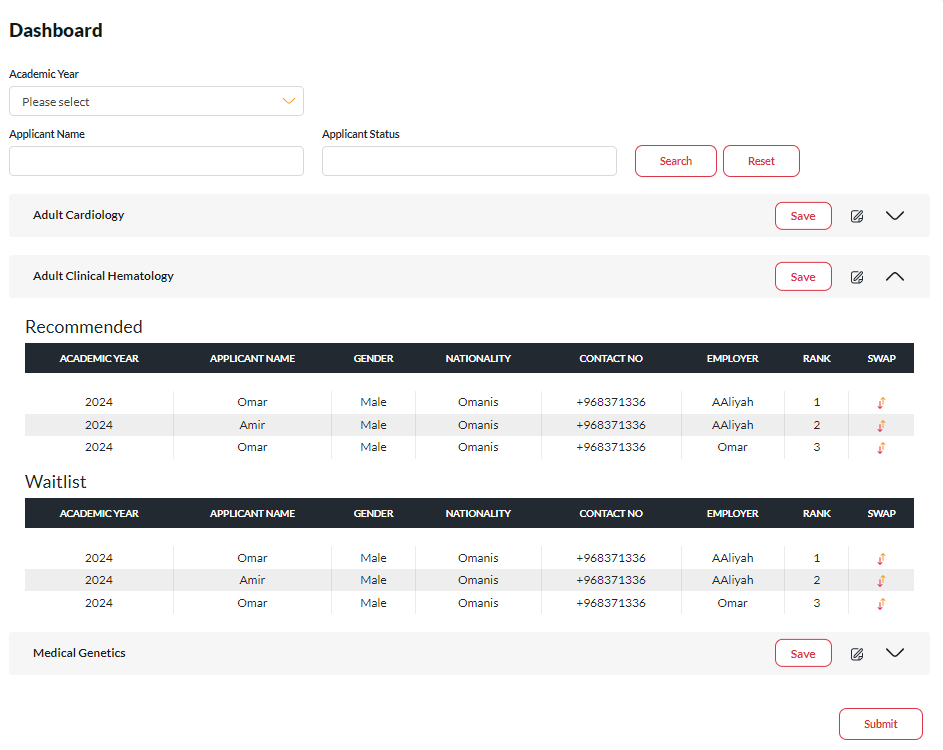 Dashboard
Academic Year
Please select
Applicant Name Applicant Status
Search Reset
Adult Cardiology Save
Adult Clinical Hematology Save
Recommended
ACADEMIC YEAR APPLICANT NAME GENDER NATIONALITY CONTACT NO EMPLOYER RANK SWAP
2024 Omar Male Omanis +968371336 AAliyah 1
2024 Amir Male Omanis +968371336 AAliyah 2
2024 Omar Male Omanis +968371336 Omar 3
Waitlist
ACADEMIC YEAR APPLICANT NAME GENDER NATIONALITY CONTACT NO EMPLOYER RANK SWAP
2024 Omar Male Omanis +968371336 AAliyah 1
2024 Amir Male Omanis +968371336 AAliyah 2
2024 Omar Male Omanis +968371336 Omar 3
Medical Genetics Save
Submit